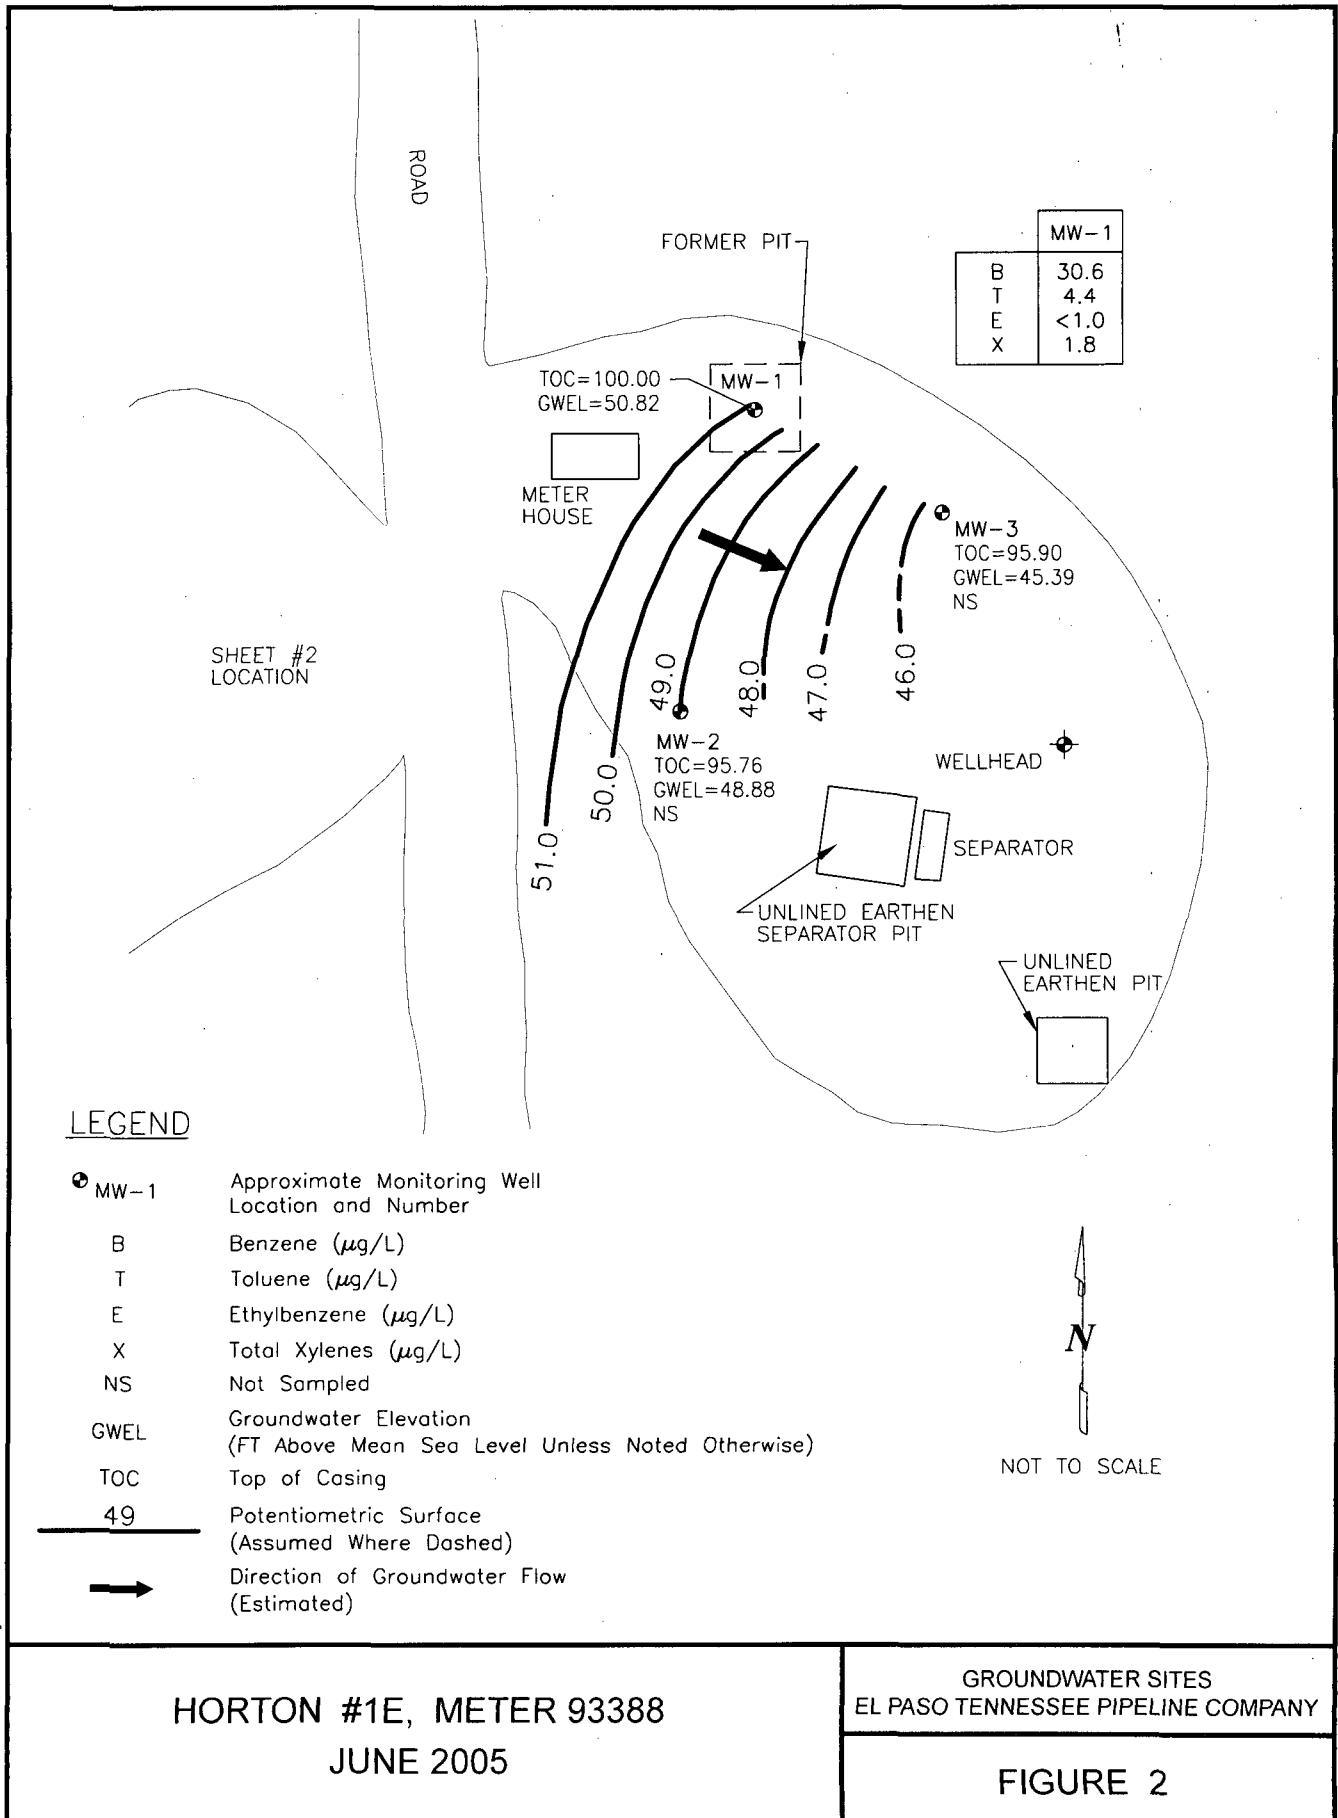 ROAD
FORMER PIT
MW-1
B 30.6
T 4.4
E <1.0
X 1.8
TOC=100.00
GWEL=50.82
MW-1
METER
HOUSE
MW-3
TOC=95.90
GWEL=45.39
NS
SHEET #2
LOCATION
51.0
50.0
49.0
48.0
47.0
46.0
MW-2
TOC=95.76
GWEL=48.88
NS
WELLHEAD
SEPARATOR
UNLINED EARTHEN
SEPARATOR PIT
UNLINED
EARTHEN PIT
LEGEND
MW-1 Approximate Monitoring Well
Location and Number
B Benzene (μg/L)
T Toluene (μg/L)
E Ethylbenzene (μg/L)
X Total Xylenes (μg/L)
NS Not Sampled
GWEL Groundwater Elevation
(FT Above Mean Sea Level Unless Noted Otherwise)
TOC Top of Casing
49 Potentiometric Surface
(Assumed Where Dashed)
Direction of Groundwater Flow
(Estimated)
N
NOT TO SCALE
HORTON #1E, METER 93388
JUNE 2005
GROUNDWATER SITES
EL PASO TENNESSEE PIPELINE COMPANY
FIGURE 2